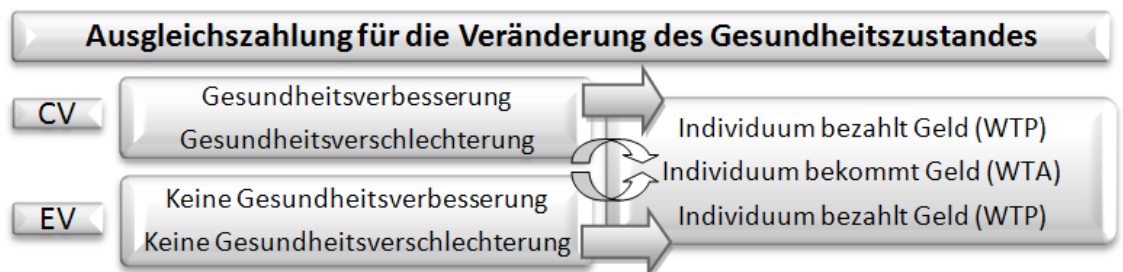 Ausgleichszahlung für die Veränderung des Gesundheitszustandes
CV
Gesundheitsverbesserung
Gesundheitsverschlechterung
EV
Keine Gesundheitsverbesserung
Keine Gesundheitsverschlechterung
Individuum bezahlt Geld (WTP)
Individuum bekommt Geld (WTA)
Individuum bezahlt Geld (WTP)